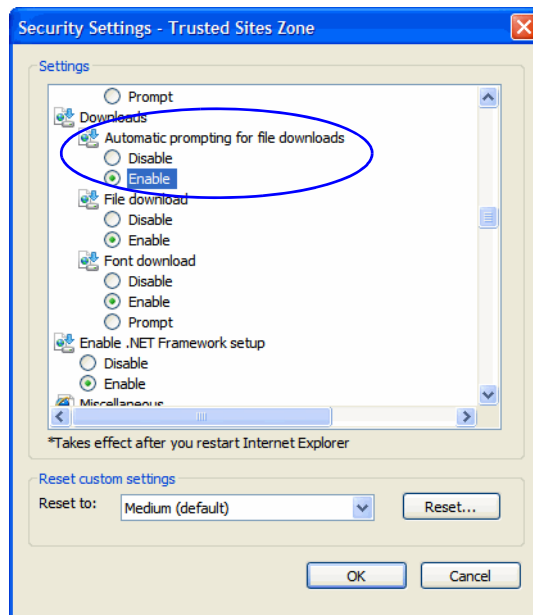 Security Settings - Trusted Sites Zone
Settings
Prompt
Downloads
Automatic prompting for file downloads
Disable
Enable
File download
Disable
Enable
Font download
Disable
Enable
Prompt
Enable .NET Framework setup
Disable
Enable
Miscellaneous
*Takes effect after you restart Internet Explorer
Reset custom settings
Reset to: Medium (default) Reset...
OK Cancel